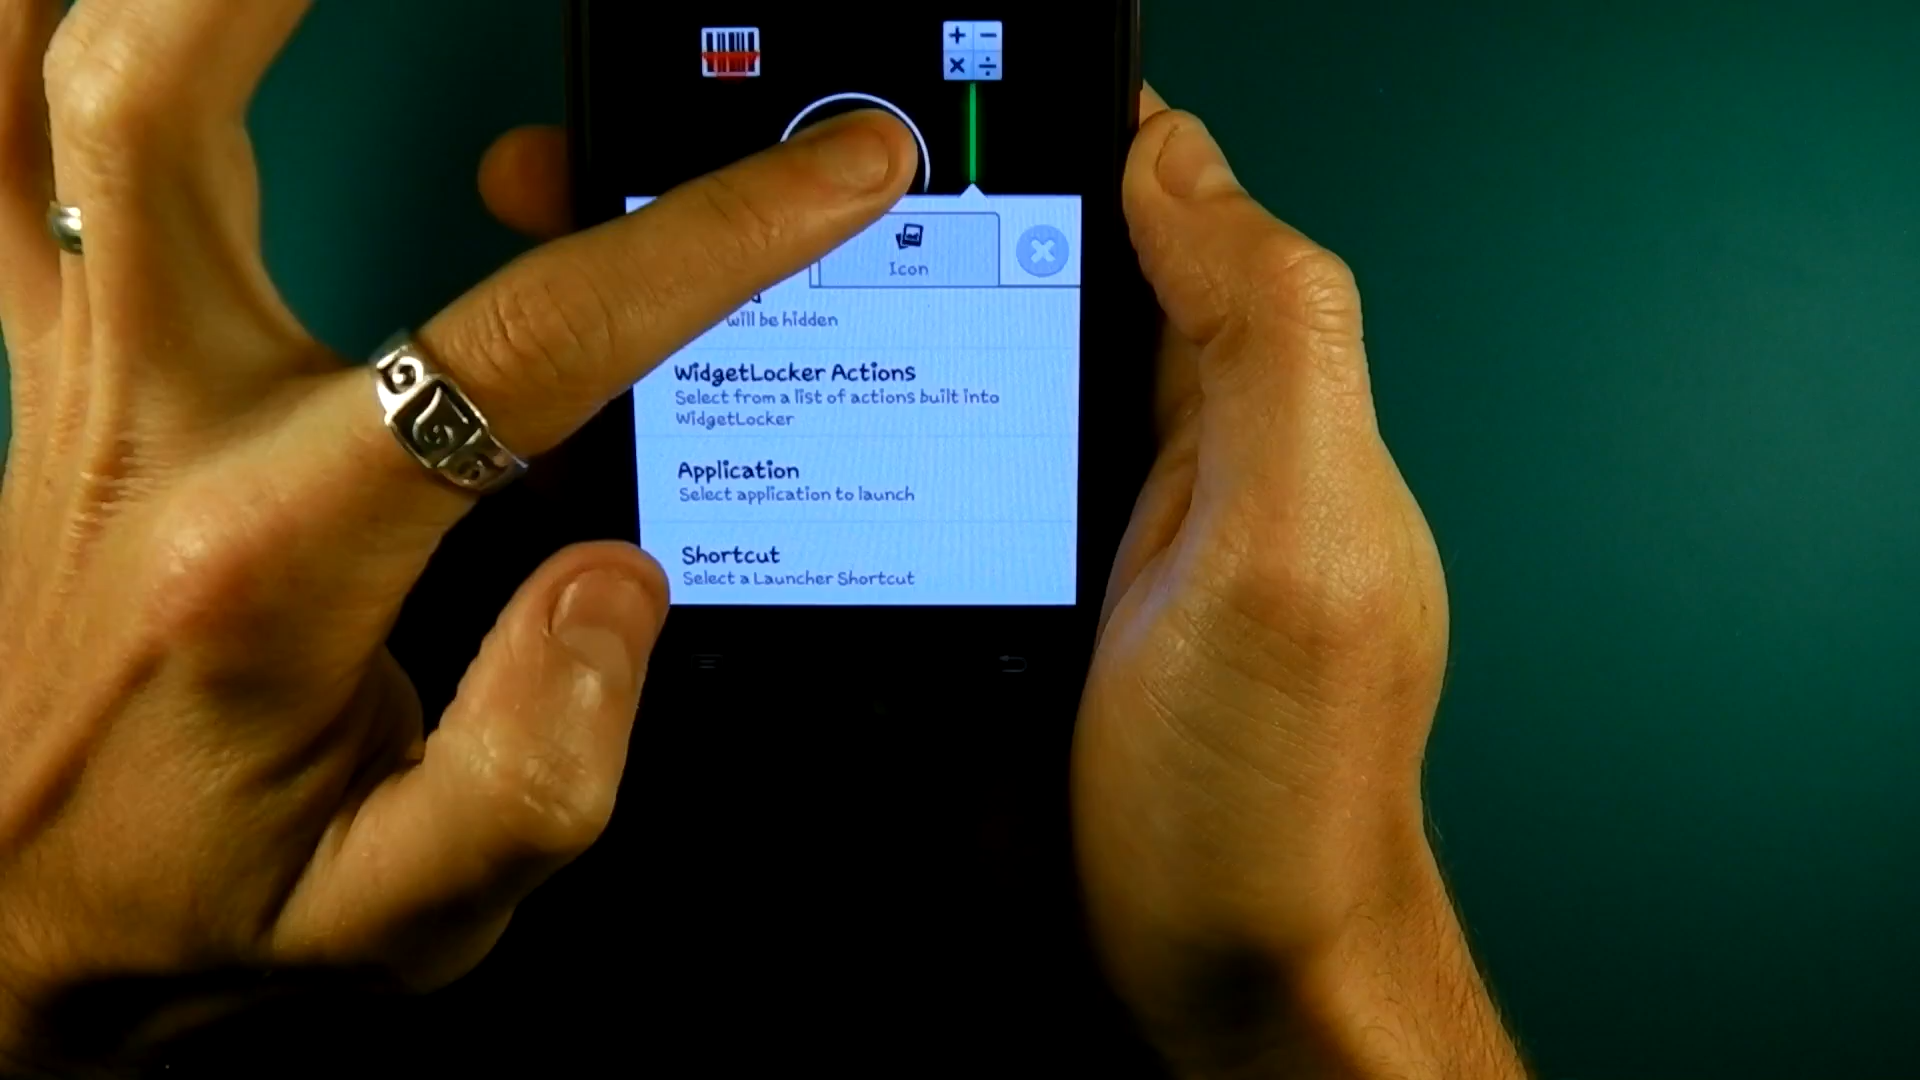 + −
× ÷
Icon
will be hidden
WidgetLocker Actions
Select from a list of actions built into
WidgetLocker
Application
Select application to launch
Shortcut
Select a Launcher Shortcut